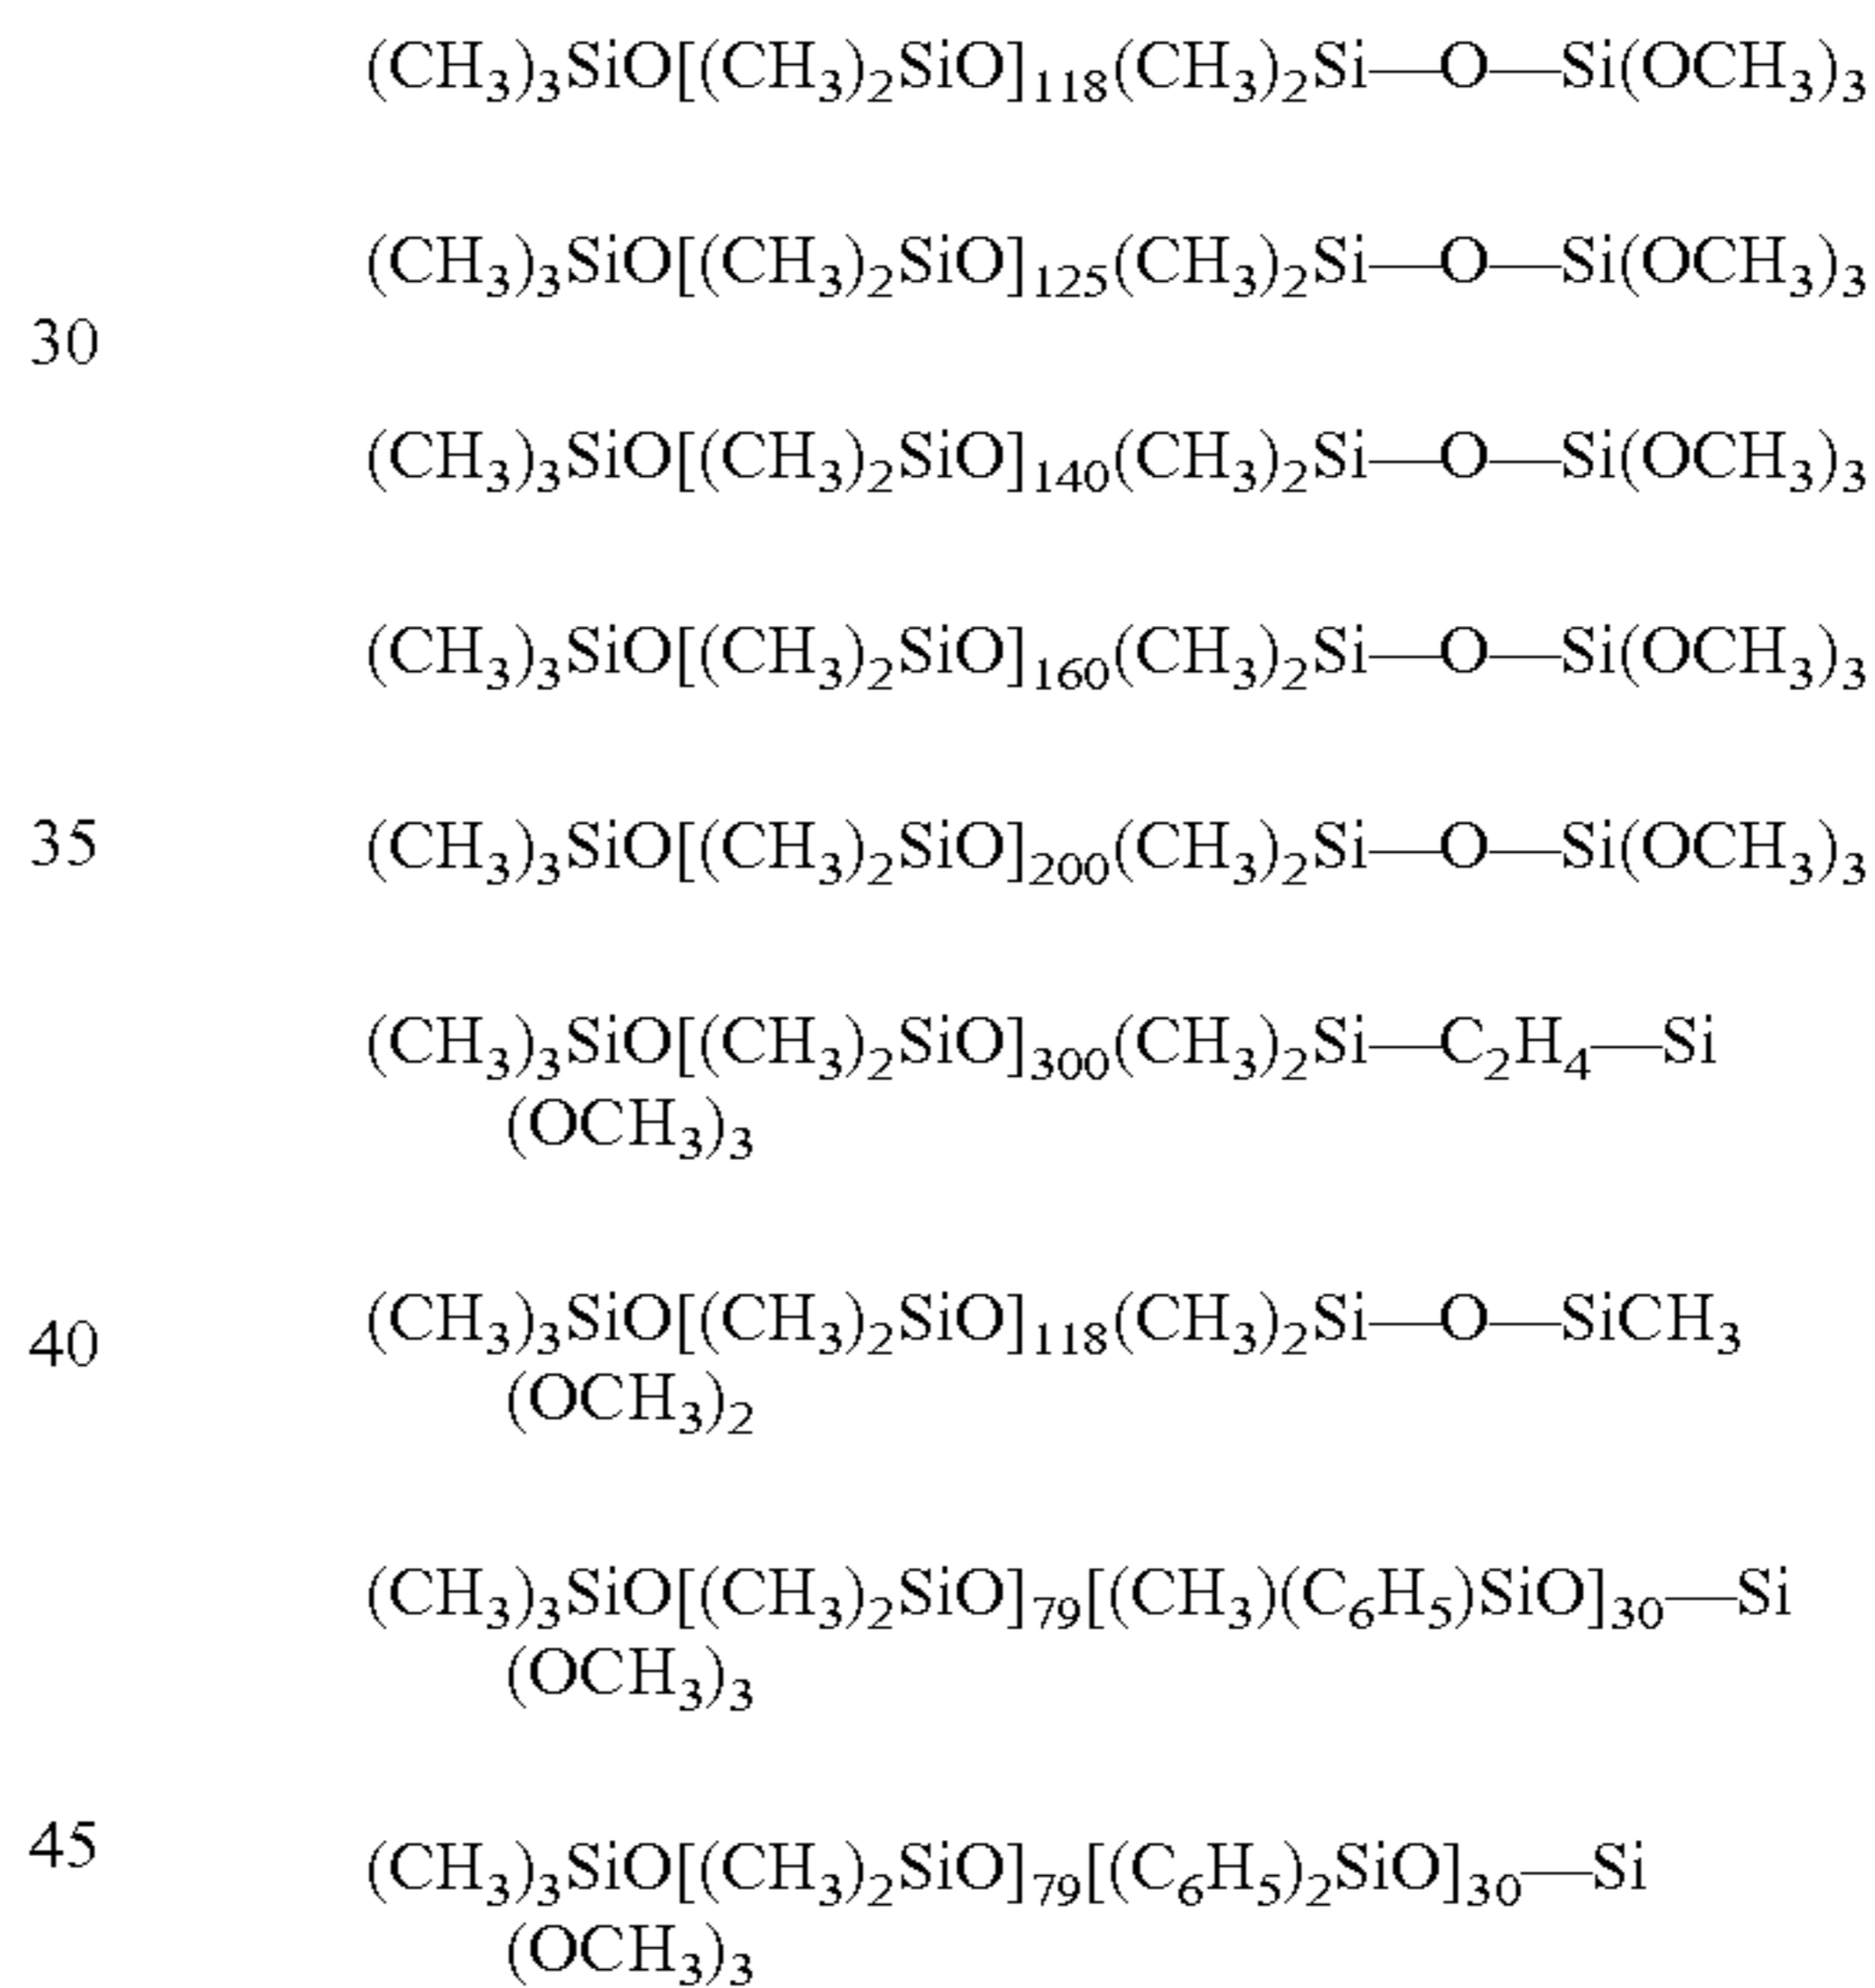 (CH₃)₃SiO[(CH₃)₂SiO]₁₁₈(CH₃)₂Si—O—Si(OCH₃)₃
(CH₃)₃SiO[(CH₃)₂SiO]₁₂₅(CH₃)₂Si—O—Si(OCH₃)₃
30
(CH₃)₃SiO[(CH₃)₂SiO]₁₄₀(CH₃)₂Si—O—Si(OCH₃)₃
(CH₃)₃SiO[(CH₃)₂SiO]₁₆₀(CH₃)₂Si—O—Si(OCH₃)₃
35 (CH₃)₃SiO[(CH₃)₂SiO]₂₀₀(CH₃)₂Si—O—Si(OCH₃)₃
(CH₃)₃SiO[(CH₃)₂SiO]₃₀₀(CH₃)₂Si—C₂H₄—Si
(OCH₃)₃
40 (CH₃)₃SiO[(CH₃)₂SiO]₁₁₈(CH₃)₂Si—O—SiCH₃
(OCH₃)₂
(CH₃)₃SiO[(CH₃)₂SiO]₇₉[(CH₃)(C₆H₅)SiO]₃₀—Si
(OCH₃)₃
45 (CH₃)₃SiO[(CH₃)₂SiO]₇₉[(C₆H₅)₂SiO]₃₀—Si
(OCH₃)₃